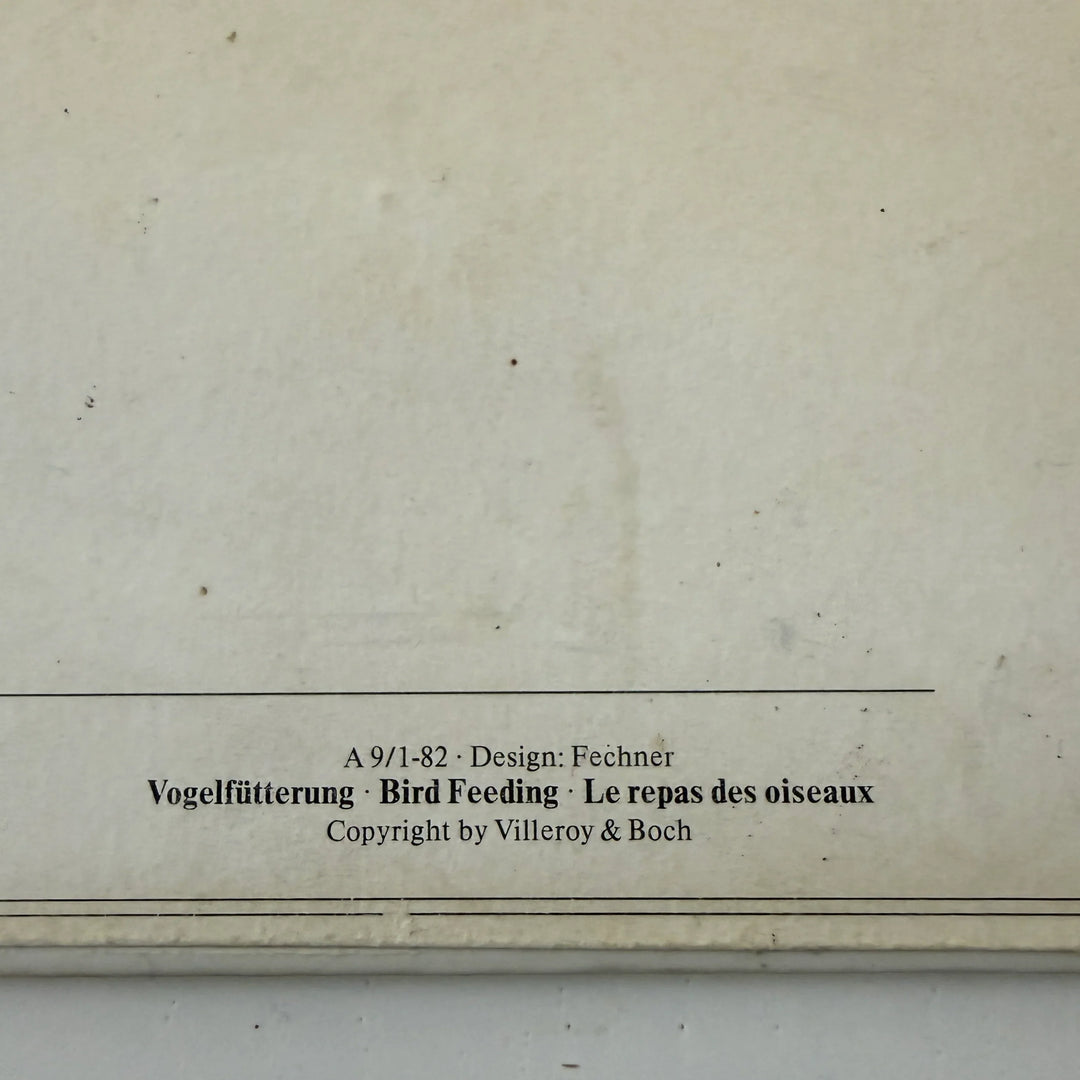 A 9/1-82 · Design: Fechner
Vogelfütterung · Bird Feeding · Le repas des oiseaux
Copyright by Villeroy & Boch